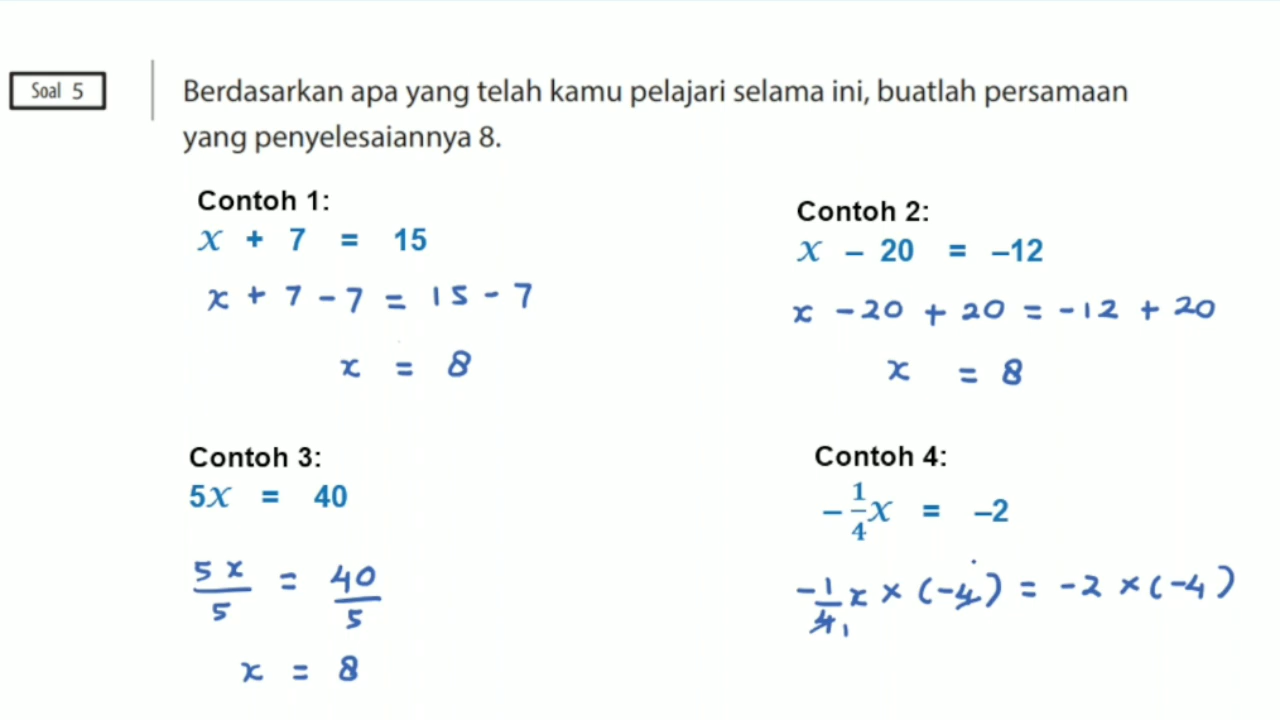 Soal 5
Berdasarkan apa yang telah kamu pelajari selama ini, buatlah persamaan
yang penyelesaiannya 8.
Contoh 1:
x + 7 = 15
x + 7 - 7 = 15 - 7
x = 8
Contoh 2:
x – 20 = –12
x - 20 + 20 = -12 + 20
x = 8
Contoh 3:
5x = 40
5x/5 = 40/5
x = 8
Contoh 4:
–1/4x = –2
-1/4 1 x × (-4) = -2 × (-4)